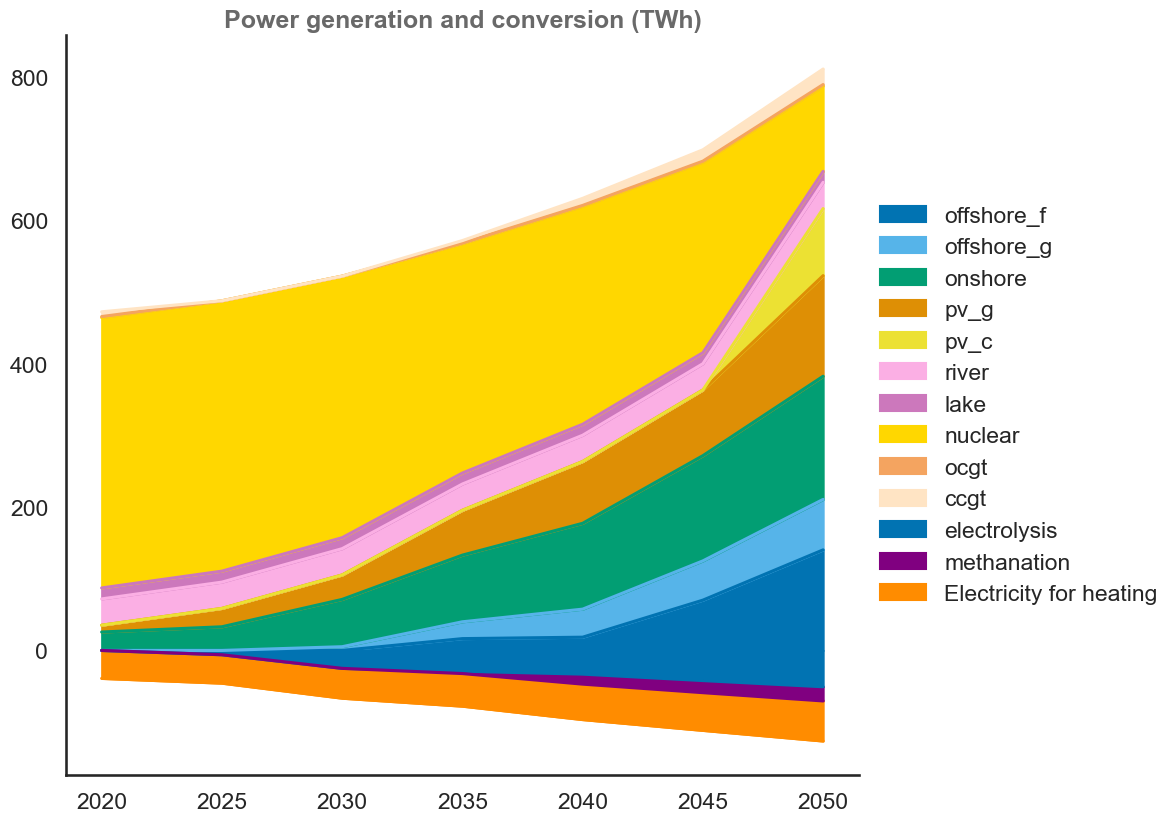 Power generation and conversion (TWh)
800
600
400
200
0
2020 2025 2030 2035 2040 2045 2050
offshore_f
offshore_g
onshore
pv_g
pv_c
river
lake
nuclear
ocgt
ccgt
electrolysis
methanation
Electricity for heating